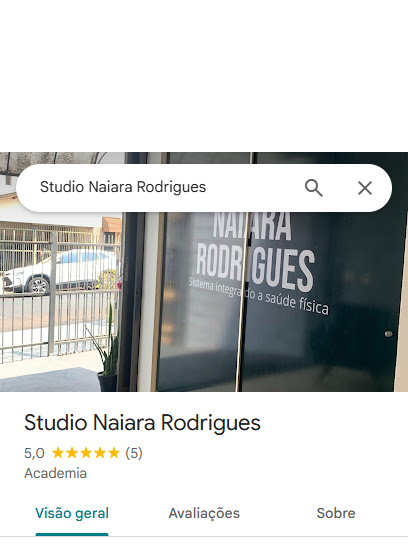 Studio Naiara Rodrigues
NAIARA
RODRIGUES
Sistema integrado a saúde física
Studio Naiara Rodrigues
5,0 ★★★★★ (5)
Academia
Visão geral Avaliações Sobre